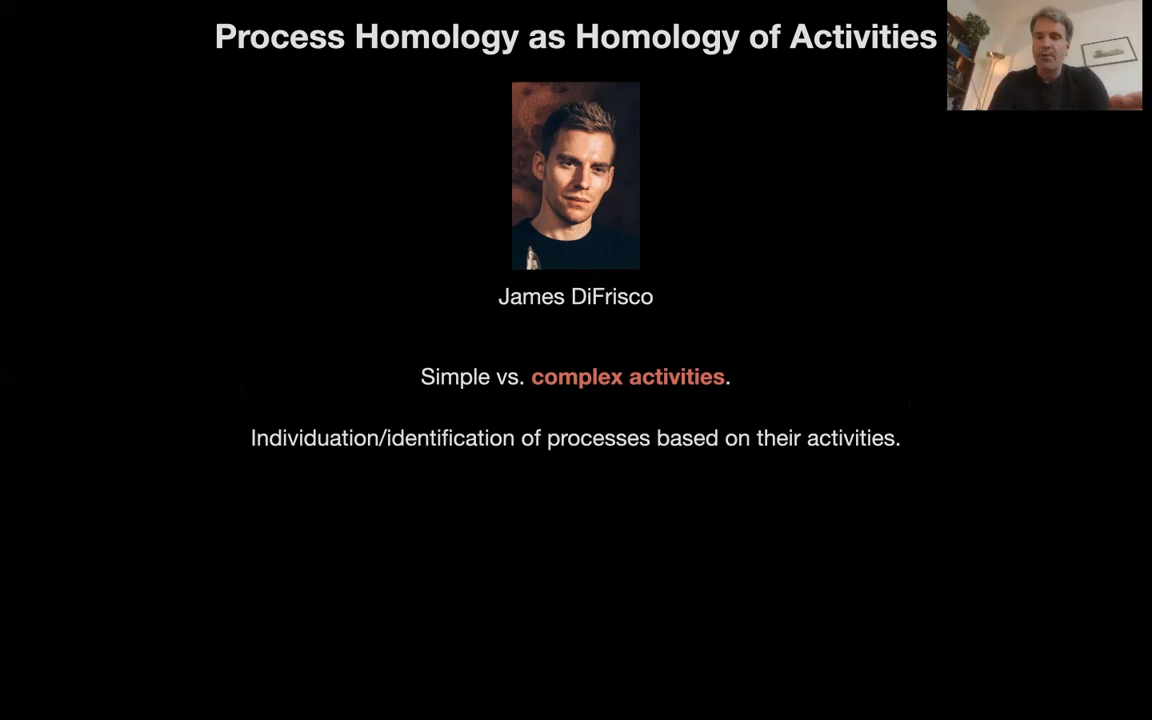 Process Homology as Homology of Activities
James DiFrisco
Simple vs. complex activities.
Individuation/identification of processes based on their activities.